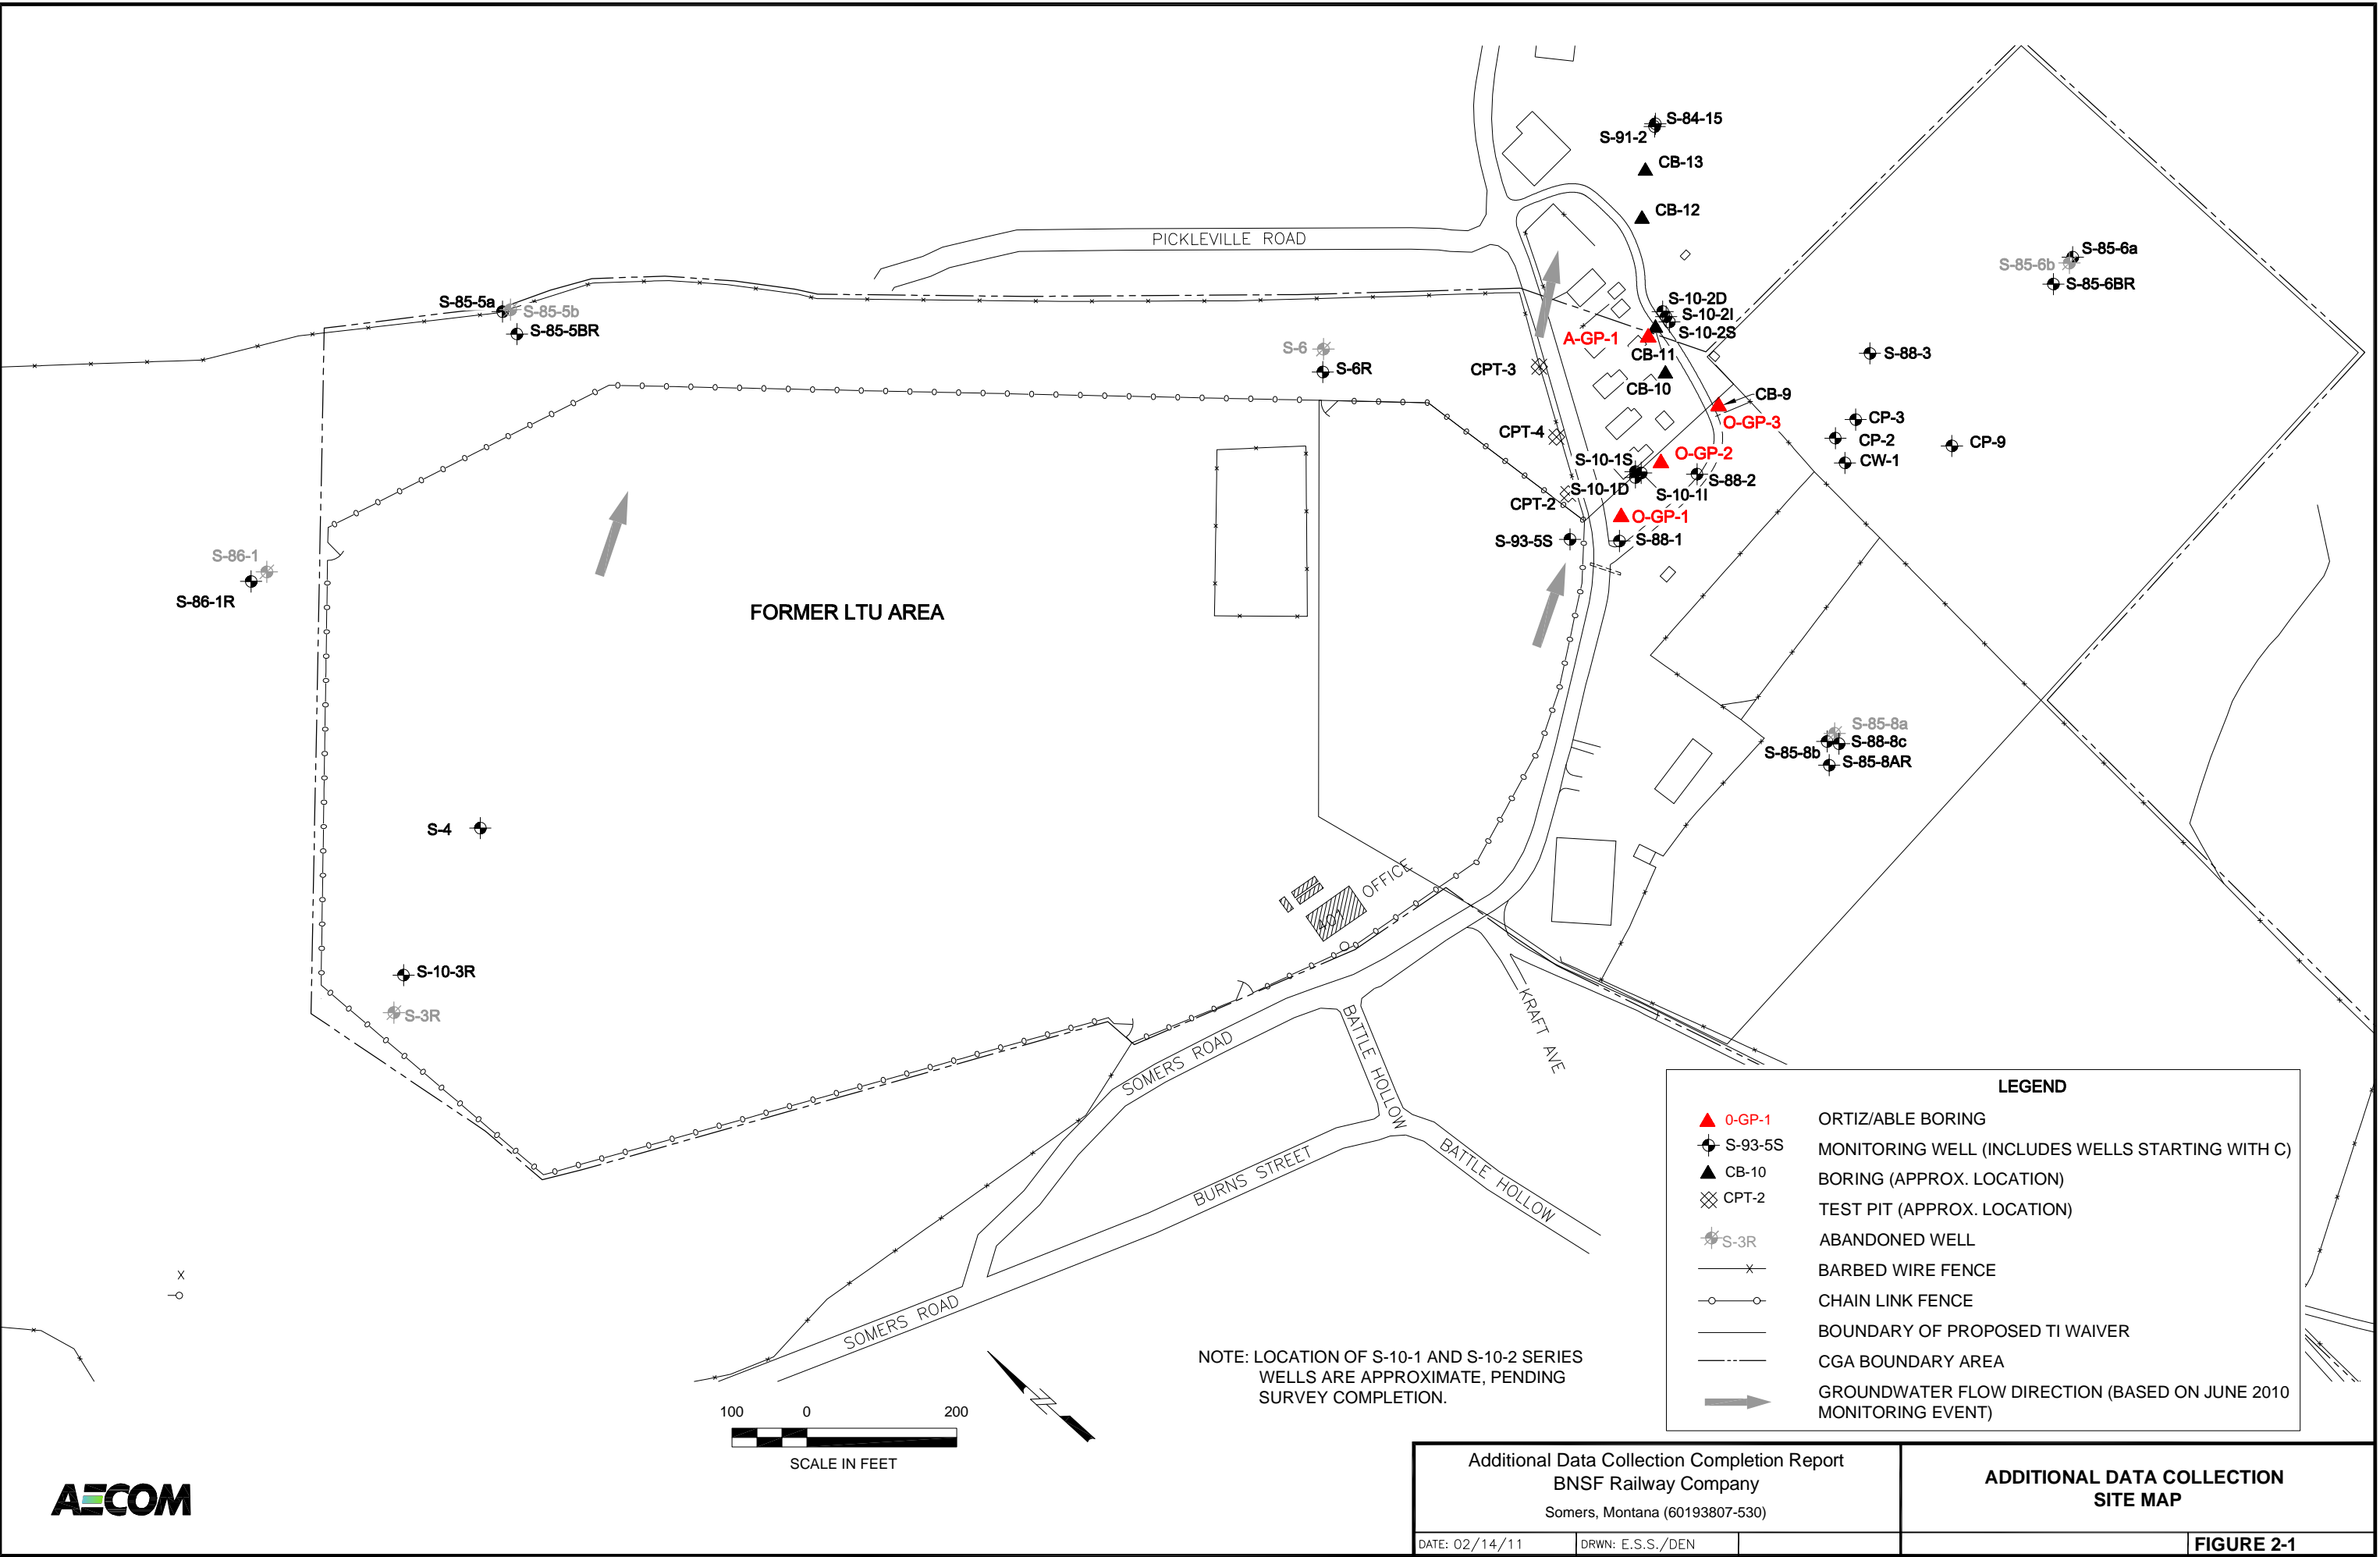 S-84-15
S-91-2
CB-13
CB-12
PICKLEVILLE ROAD
S-85-6a
S-85-6b
S-85-6BR
S-85-5a
S-85-5b
S-85-5BR
S-10-2D
S-10-2I
S-10-2S
A-GP-1
CB-11
S-6
S-6R
CPT-3
CB-10
S-88-3
CB-9
O-GP-3
CP-3
CP-2
CP-9
CW-1
CPT-4
O-GP-2
S-10-1S
S-88-2
S-10-1D
S-10-1I
CPT-2
O-GP-1
S-93-5S
S-88-1
S-86-1
S-86-1R
FORMER LTU AREA
S-85-8a
S-88-8c
S-85-8b
S-85-8AR
S-4
OFFICE
101
S-10-3R
S-3R
KRAFT AVE
BATTLE HOLLOW
SOMERS ROAD
BURNS STREET
BATTLE HOLLOW
SOMERS ROAD
X
LEGEND
0-GP-1 ORTIZ/ABLE BORING
S-93-5S MONITORING WELL (INCLUDES WELLS STARTING WITH C)
CB-10 BORING (APPROX. LOCATION)
CPT-2 TEST PIT (APPROX. LOCATION)
S-3R ABANDONED WELL
X BARBED WIRE FENCE
CHAIN LINK FENCE
BOUNDARY OF PROPOSED TI WAIVER
CGA BOUNDARY AREA
GROUNDWATER FLOW DIRECTION (BASED ON JUNE 2010
MONITORING EVENT)
NOTE: LOCATION OF S-10-1 AND S-10-2 SERIES
WELLS ARE APPROXIMATE, PENDING
SURVEY COMPLETION.
N
100 0 200
SCALE IN FEET
AECOM
Additional Data Collection Completion Report
BNSF Railway Company
Somers, Montana (60193807-530)
DATE: 02/14/11 DRWN: E.S.S./DEN
ADDITIONAL DATA COLLECTION
SITE MAP
FIGURE 2-1